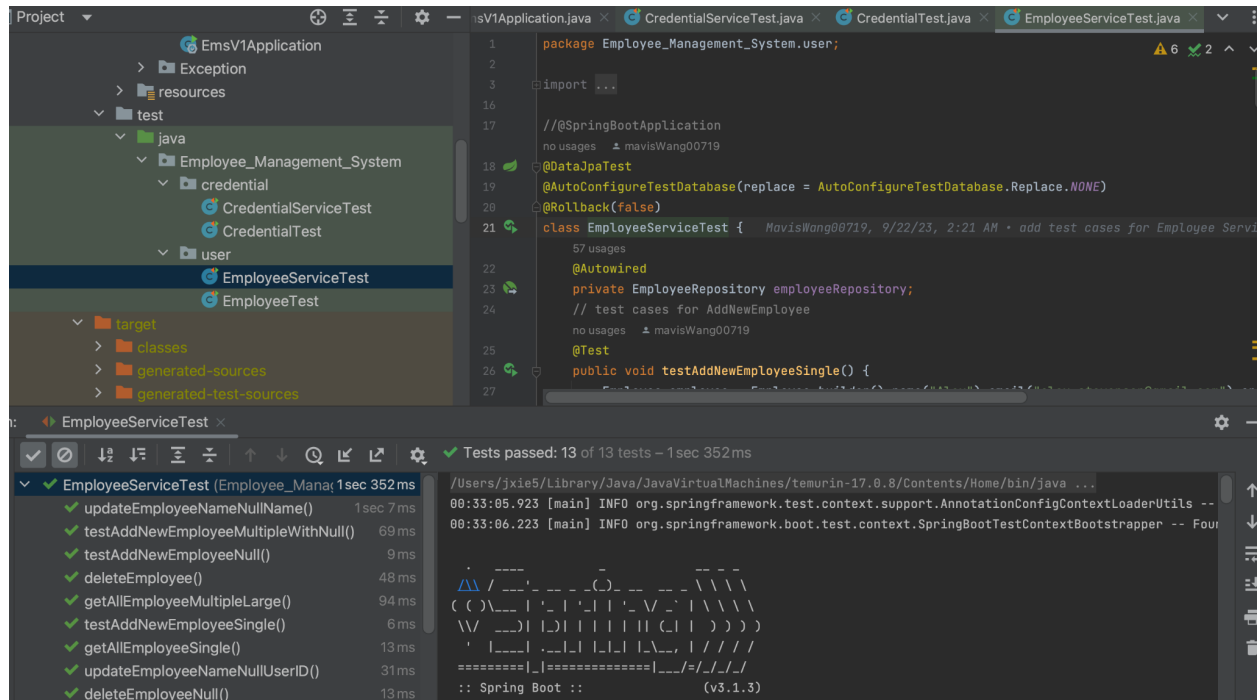 Project
EmsV1Application
Exception
resources
test
java
Employee_Management_System
credential
CredentialServiceTest
CredentialTest
user
EmployeeServiceTest
EmployeeTest
target
classes
generated-sources
generated-test-sources
sV1Application.java CredentialServiceTest.java CredentialTest.java EmployeeServiceTest.java
6 2
1 package Employee_Management_System.user;
2
3 import ...
16
17 //@SpringBootApplication
no usages mavisWang00719
18 @DataJpaTest
19 @AutoConfigureTestDatabase(replace = AutoConfigureTestDatabase.Replace.NONE)
20 @Rollback(false)
21 class EmployeeServiceTest { MavisWang00719, 9/22/23, 2:21 AM • add test cases for Employee Servi
57 usages
22 @Autowired
23 private EmployeeRepository employeeRepository;
24 // test cases for AddNewEmployee
no usages mavisWang00719
25 @Test
26 public void testAddNewEmployeeSingle() {
27
EmployeeServiceTest
Tests passed: 13 of 13 tests – 1 sec 352 ms
EmployeeServiceTest (Employee_Manag 1 sec 352 ms
updateEmployeeNameNullName() 1 sec 7 ms
testAddNewEmployeeMultipleWithNull() 69 ms
testAddNewEmployeeNull() 9 ms
deleteEmployee() 48 ms
getAllEmployeeMultipleLarge() 94 ms
testAddNewEmployeeSingle() 6 ms
getAllEmployeeSingle() 13 ms
updateEmployeeNameNullUserID() 31 ms
deleteEmployeeNull() 13 ms
/Users/jxie5/Library/Java/JavaVirtualMachines/temurin-17.0.8/Contents/Home/bin/java ...
00:33:05.923 [main] INFO org.springframework.test.context.support.AnnotationConfigContextLoaderUtils --
00:33:06.223 [main] INFO org.springframework.boot.test.context.SpringBootTestContextBootstrapper -- Foun
:: Spring Boot :: (v3.1.3)